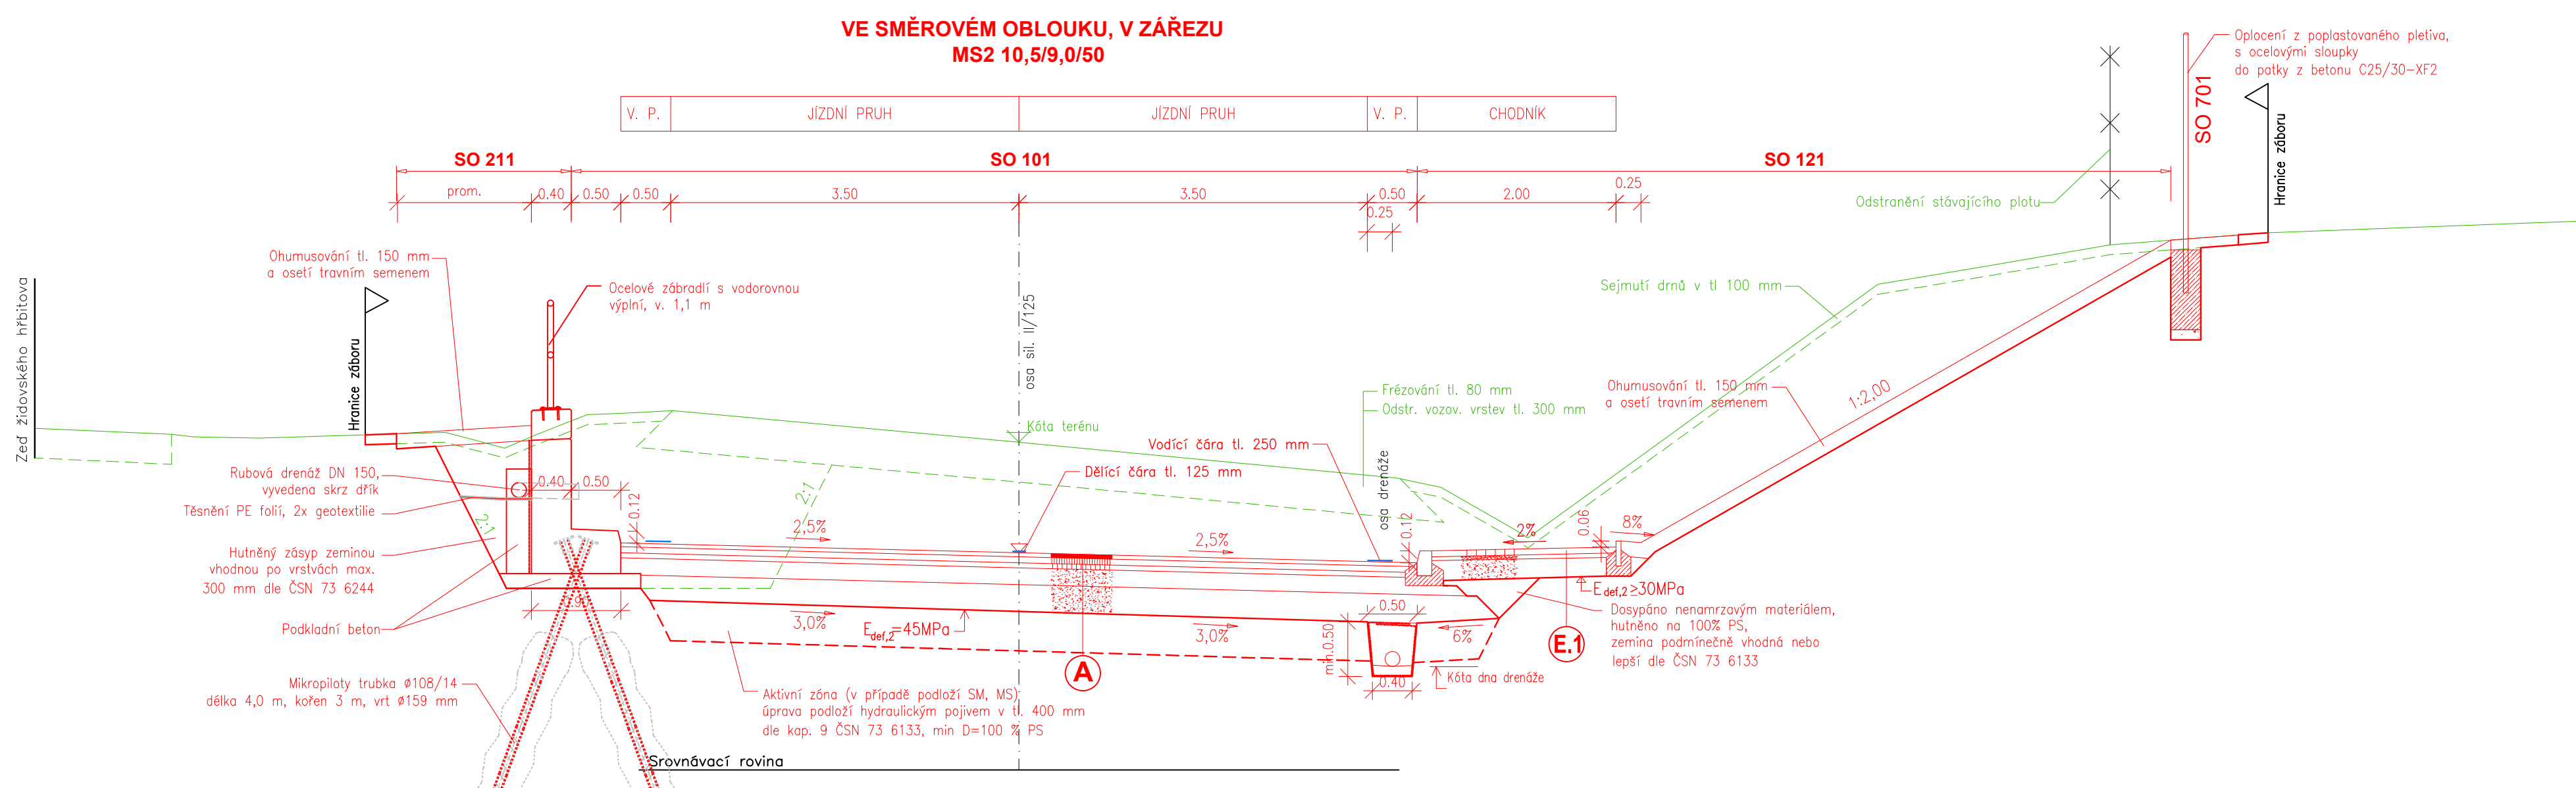 VE SMĚROVÉM OBLOUKU, V ZÁŘEZU
MS2 10,5/9,0/50
Oplocení z poplastovaného pletiva,
s ocelovými sloupky
do patky z betonu C25/30-XF2
SO 701
Hranice záboru
V. P.
JÍZDNÍ PRUH
JÍZDNÍ PRUH
V. P.
CHODNÍK
SO 211
SO 101
SO 121
prom.
0.40
0.50
0.50
3.50
3.50
0.50
2.00
0.25
0.25
Odstranění stávajícího plotu
Zeď židovského hřbitova
Hranice záboru
Ohumusování tl. 150 mm
a osetí travním semenem
Ocelové zábradlí s vodorovnou
výplní, v. 1,1 m
osa sil. II/125
Sejmutí drnů v tl 100 mm
Frézování tl. 80 mm
Odstr. vozov. vrstev tl. 300 mm
Ohumusování tl. 150 mm
a osetí travním semenem
1:2,00
Kóta terénu
Vodící čára tl. 250 mm
Dělící čára tl. 125 mm
osa drenáže
Rubová drenáž DN 150,
vyvedena skrz dřík
Těsnění PE folií, 2x geotextilie
Hutněný zásyp zeminou
vhodnou po vrstvách max.
300 mm dle ČSN 73 6244
Podkladní beton
0.40
0.50
0.12
2:1
2:1
2,5%
2,5%
0.12
2%
0.06
8%
Edef,2≥30MPa
Dosypáno nenamrzavým materiálem,
hutněno na 100% PS,
zemina podmínečně vhodná nebo
lepší dle ČSN 73 6133
3,0%
Edef,2=45MPa
3,0%
0.50
min.0.50
0.40
6%
E.1
A
Kóta dna drenáže
Mikropiloty trubka ø108/14
délka 4,0 m, kořen 3 m, vrt ø159 mm
Aktivní zóna (v případě podloží SM, MS)
úprava podloží hydraulickým pojivem v tl. 400 mm
dle kap. 9 ČSN 73 6133, min D=100 % PS
Srovnávací rovina